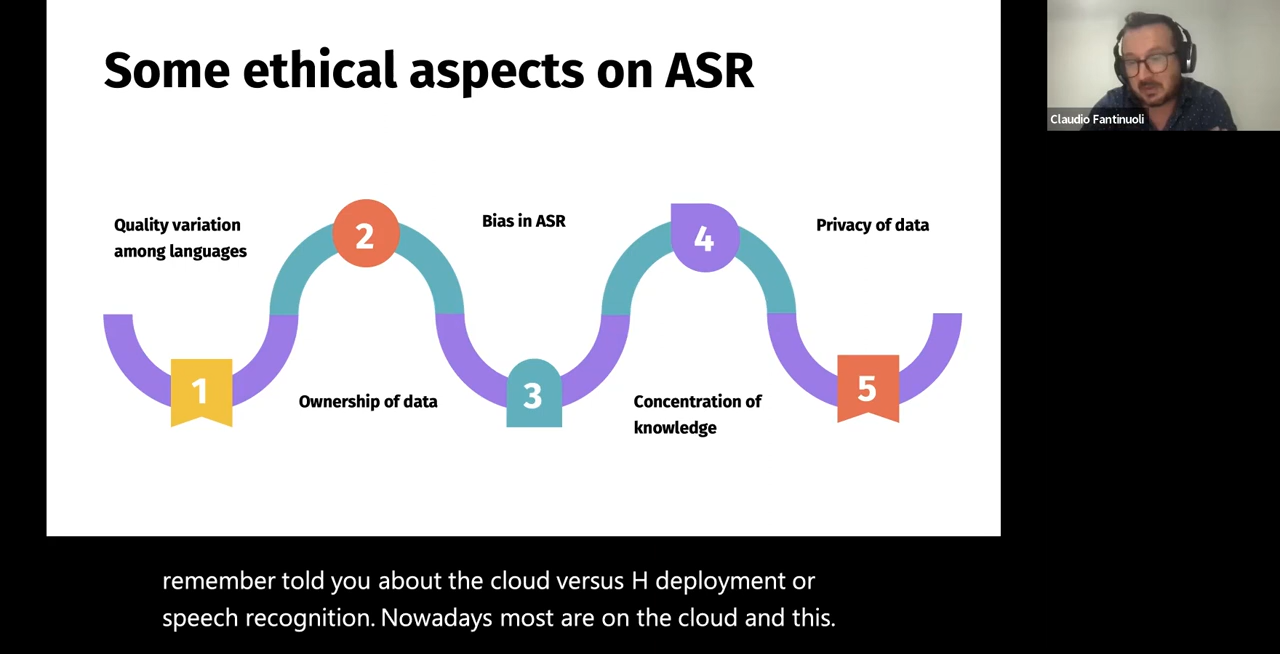 Some ethical aspects on ASR
Quality variation
among languages
2
Bias in ASR
4
Privacy of data
1
Ownership of data
3
Concentration of
knowledge
5
Claudio Fantinuoli
remember told you about the cloud versus H deployment or
speech recognition. Nowadays most are on the cloud and this.